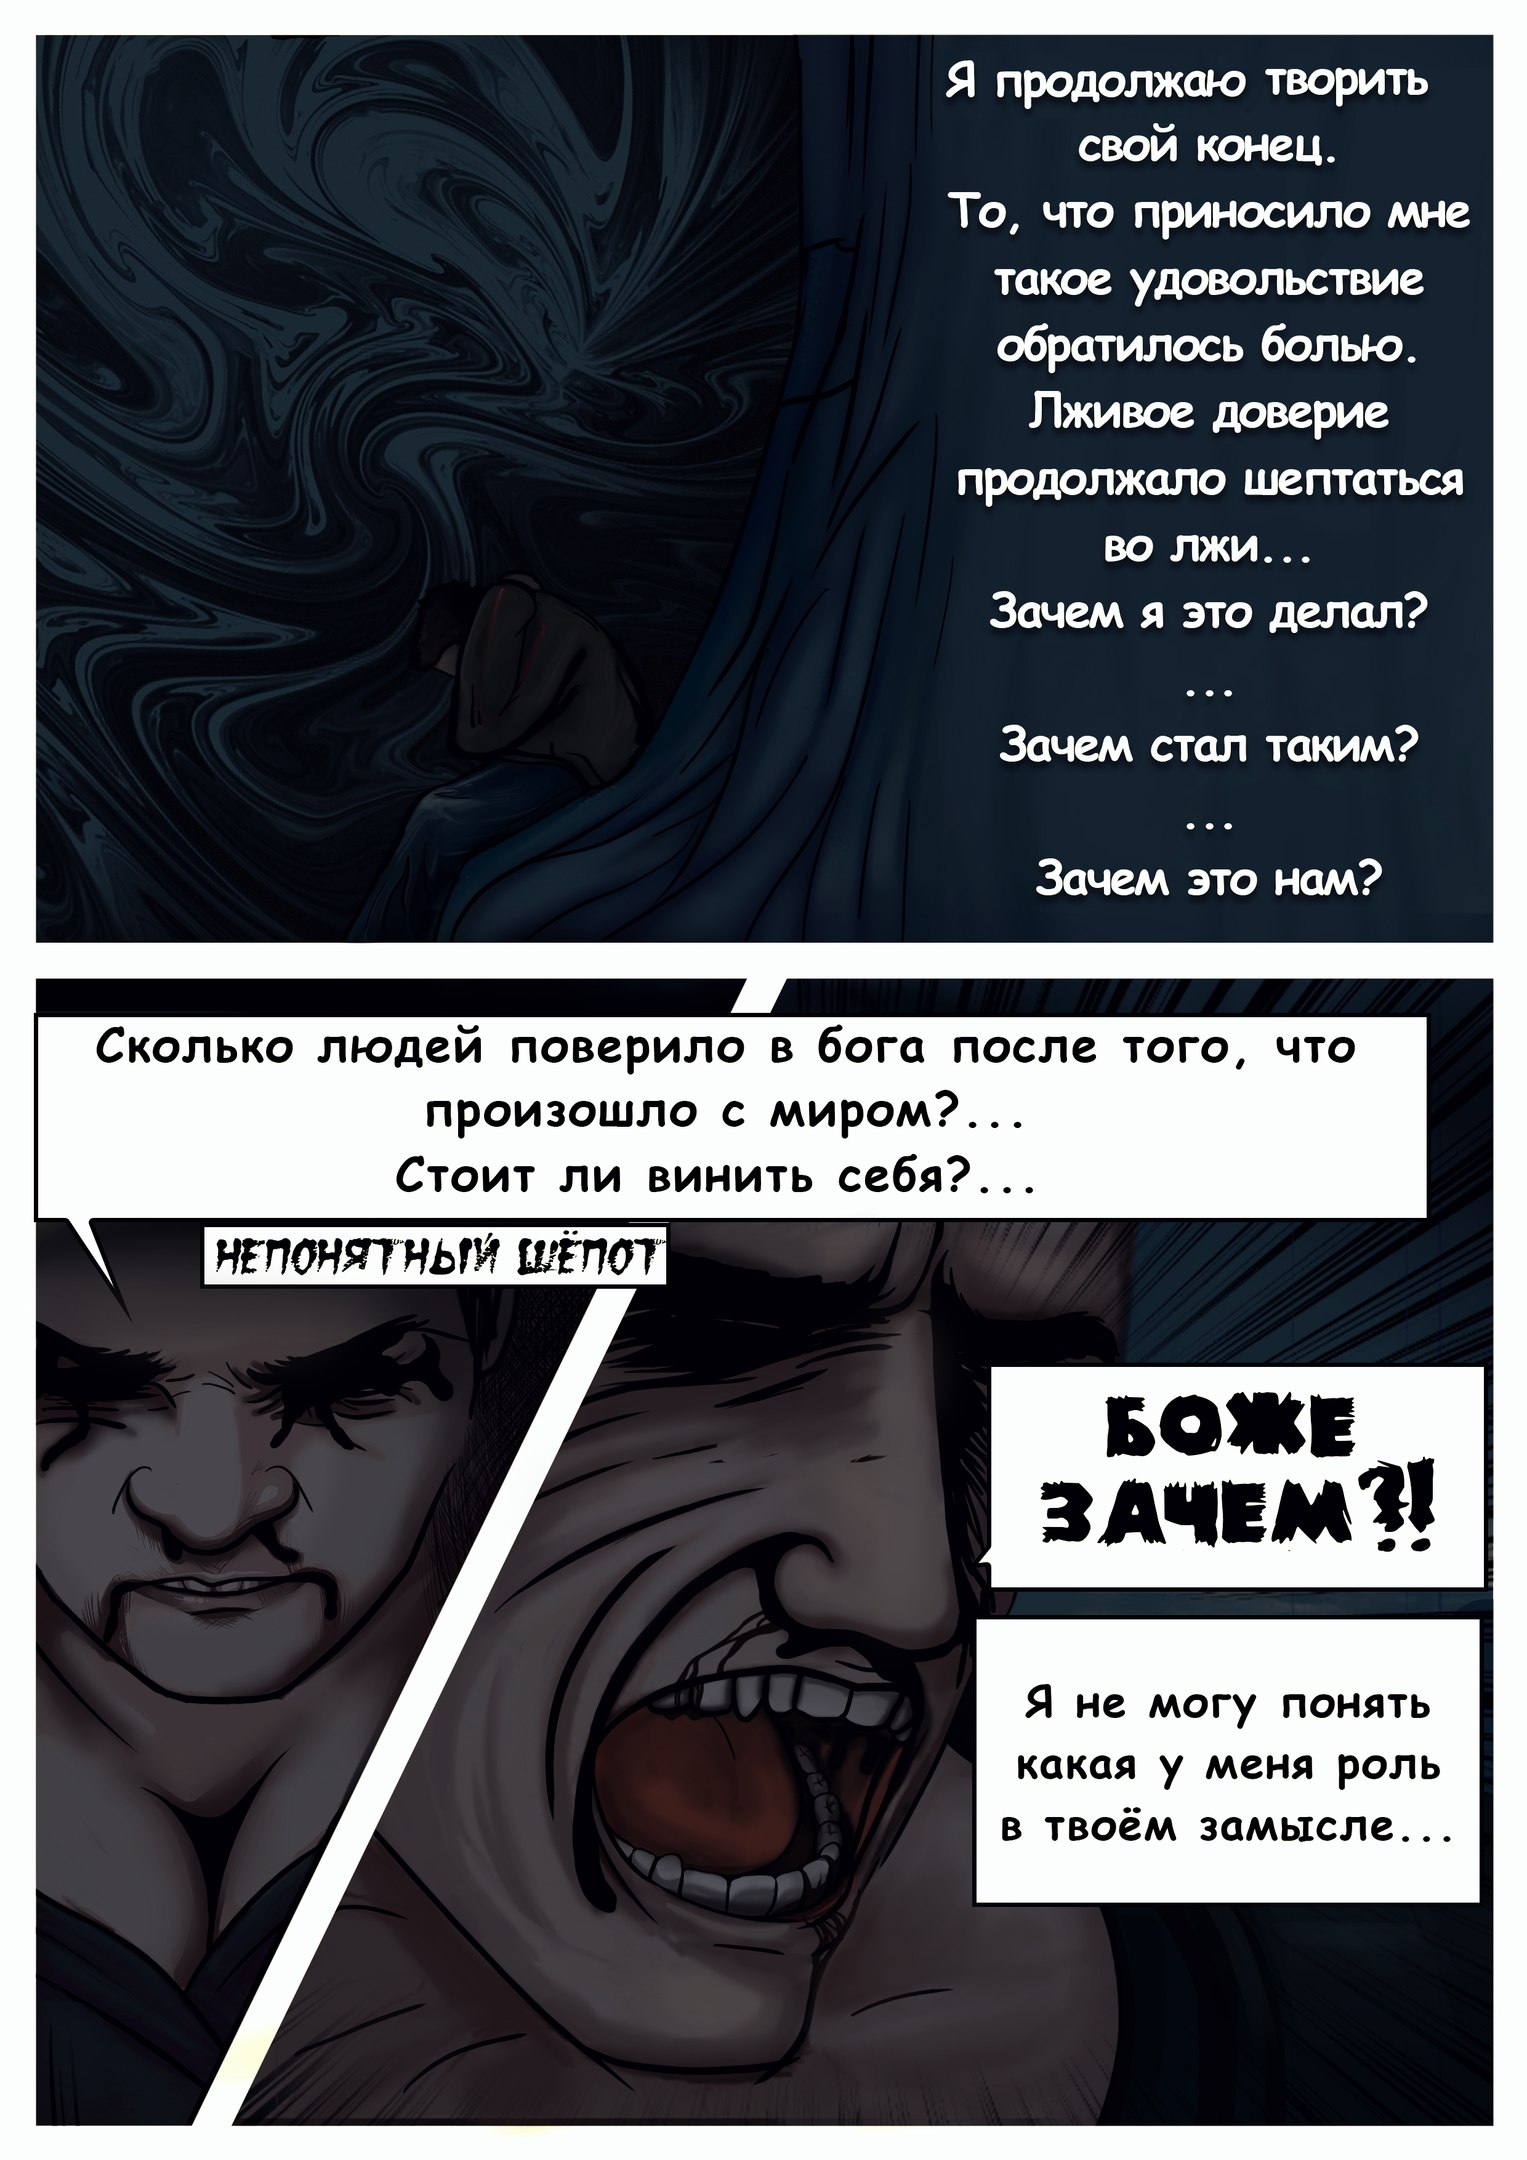 Я продолжаю творить
свой конец.
То, что приносило мне
такое удовольствие
обратилось болью.
Лживое доверие
продолжало шептаться
во лжи...
Зачем я это делал?
...
Зачем стал таким?
...
Зачем это нам?
Сколько людей поверило в бога после того, что
произошло с миром?...
Стоит ли винить себя?...
НЕПОНЯТНЫЙ ШЁПОТ
БОЖЕ
ЗАЧЕМ?!
Я не могу понять
какая у меня роль
в твоём замысле...